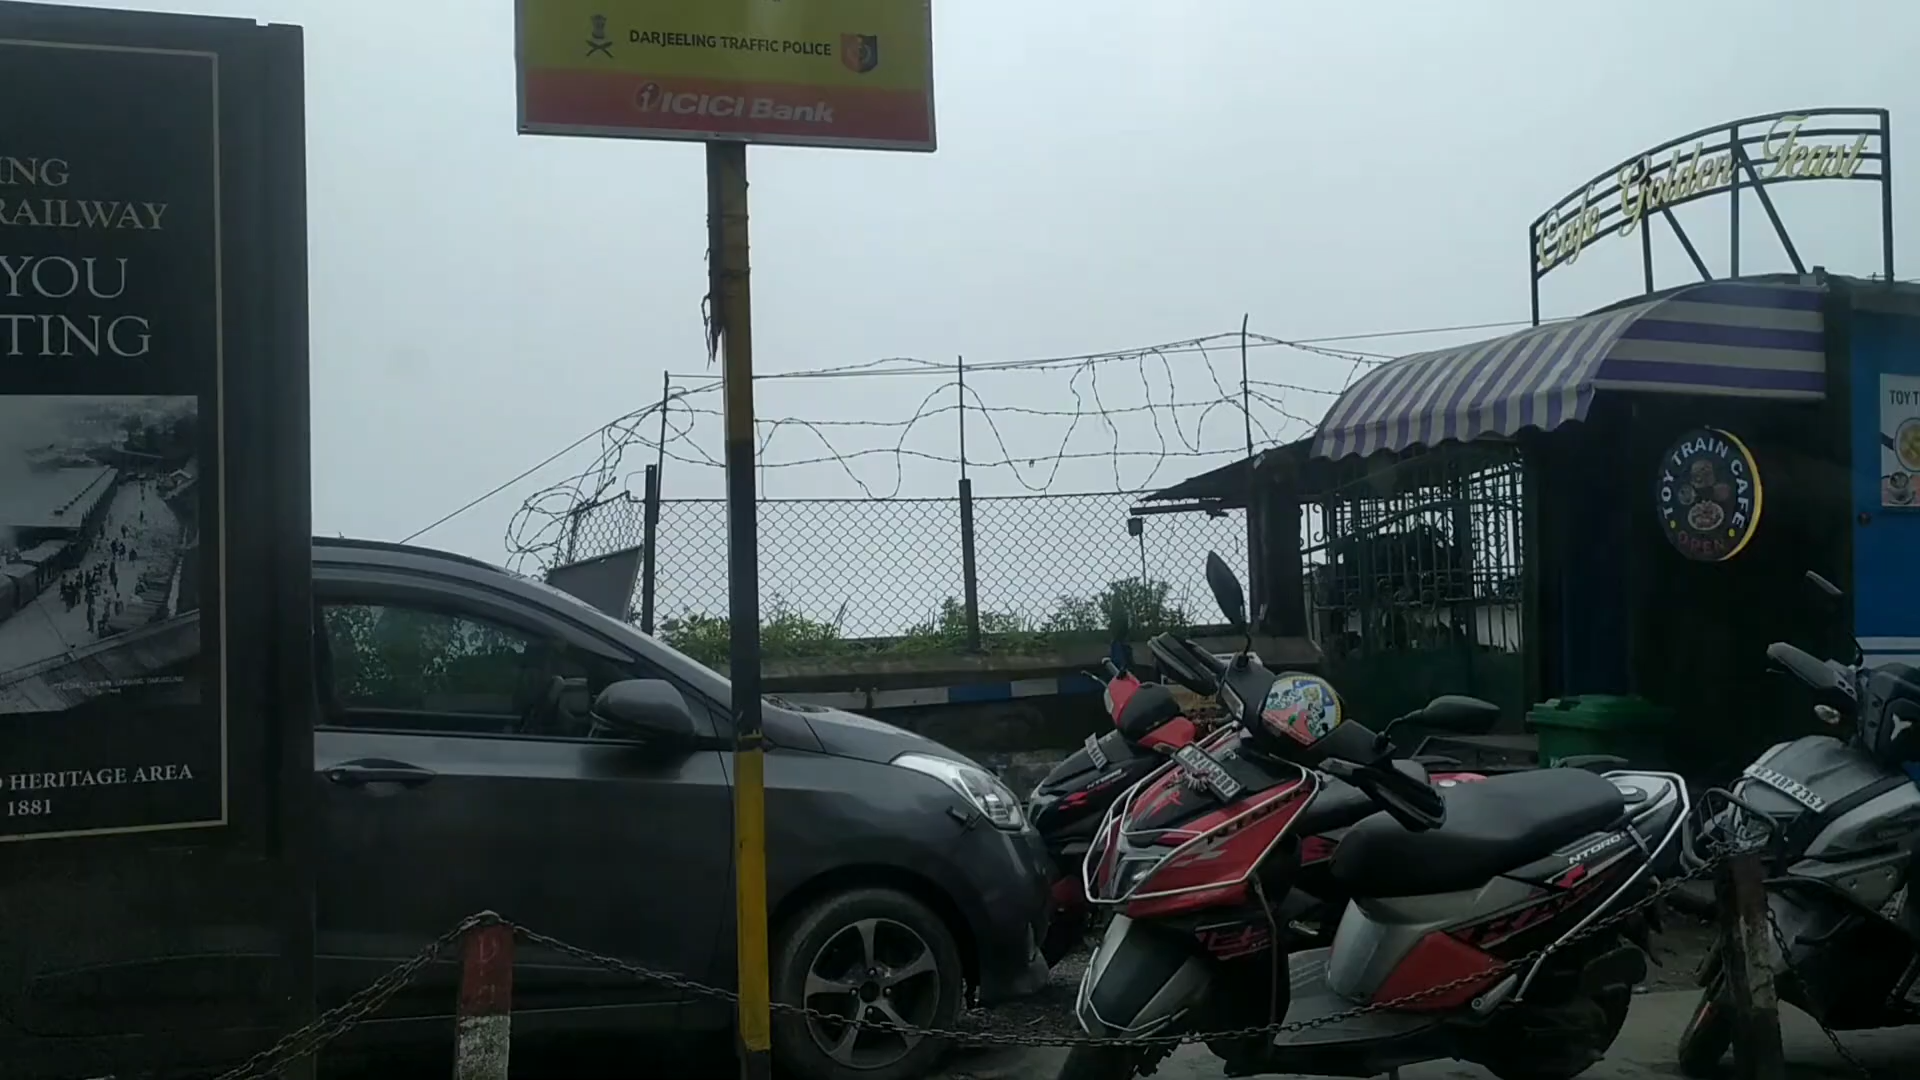 ING
RAILWAY
YOU
TING
HERITAGE AREA
1881
DARJEELING TRAFFIC POLICE
ICICI Bank
Cafe Golden Feast
TOY TRAIN CAFE
OPEN
TOY T
NTORQ